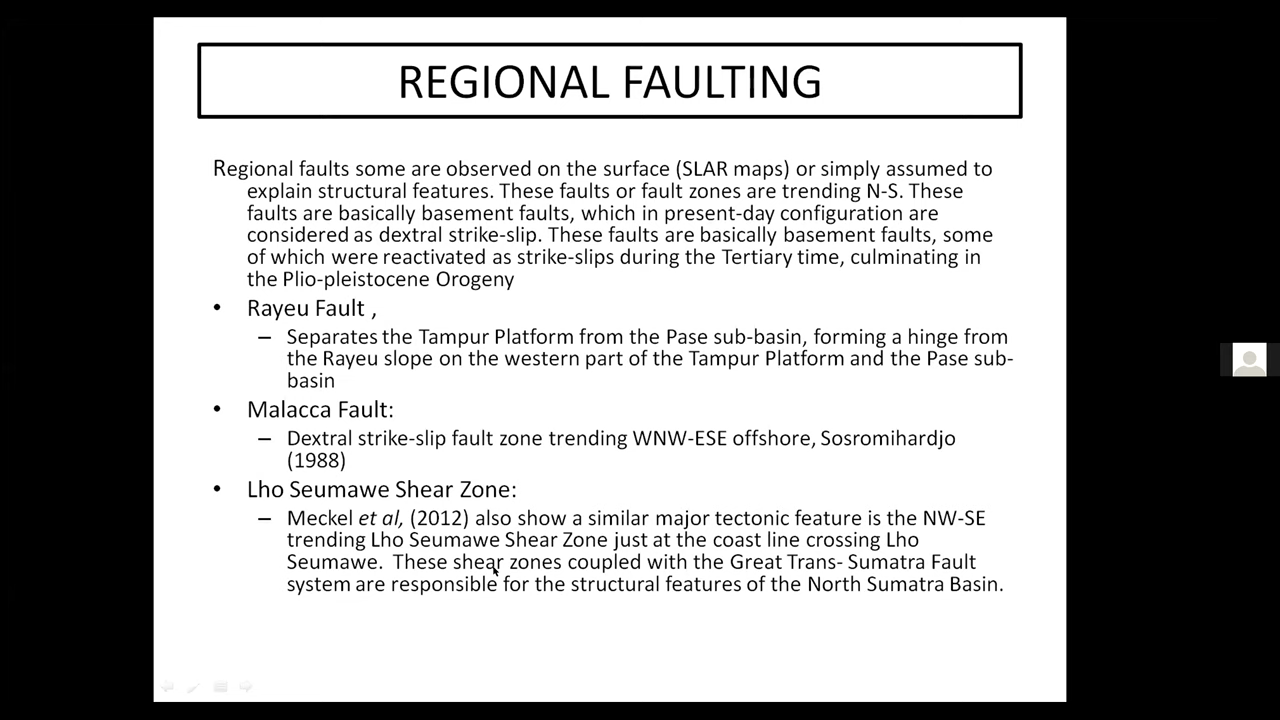 REGIONAL FAULTING
Regional faults some are observed on the surface (SLAR maps) or simply assumed to
explain structural features. These faults or fault zones are trending N-S. These
faults are basically basement faults, which in present-day configuration are
considered as dextral strike-slip. These faults are basically basement faults, some
of which were reactivated as strike-slips during the Tertiary time, culminating in
the Plio-pleistocene Orogeny
• Rayeu Fault ,
– Separates the Tampur Platform from the Pase sub-basin, forming a hinge from
the Rayeu slope on the western part of the Tampur Platform and the Pase sub-
basin
• Malacca Fault:
– Dextral strike-slip fault zone trending WNW-ESE offshore, Sosromihardjo
(1988)
• Lho Seumawe Shear Zone:
– Meckel et al, (2012) also show a similar major tectonic feature is the NW-SE
trending Lho Seumawe Shear Zone just at the coast line crossing Lho
Seumawe.  These shear zones coupled with the Great Trans- Sumatra Fault
system are responsible for the structural features of the North Sumatra Basin.